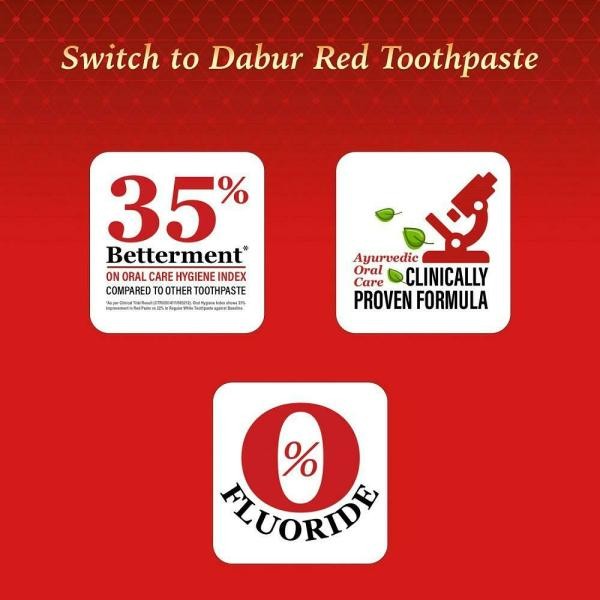 Switch to Dabur Red Toothpaste
35%
Betterment*
ON ORAL CARE HYGIENE INDEX
COMPARED TO OTHER TOOTHPASTE
Ayurvedic
Oral
Care
CLINICALLY
PROVEN FORMULA
0%
FLUORIDE